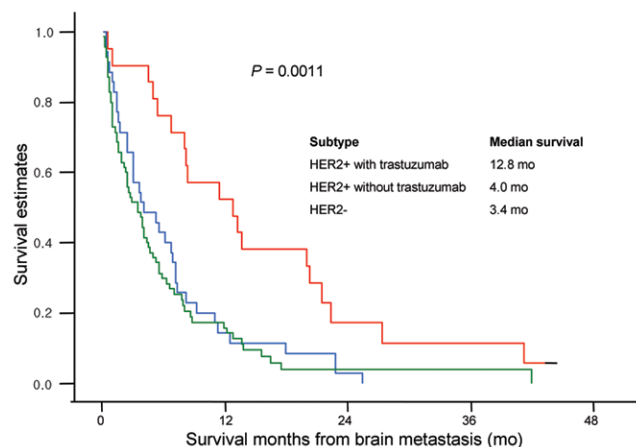 1.0
P = 0.0011
0.8
Subtype Median survival
HER2+ with trastuzumab 12.8 mo
0.6
HER2+ without trastuzumab 4.0 mo
HER2- 3.4 mo
Survival estimates
0.4
0.2
0.0
0 12 24 36 48
Survival months from brain metastasis (mo)